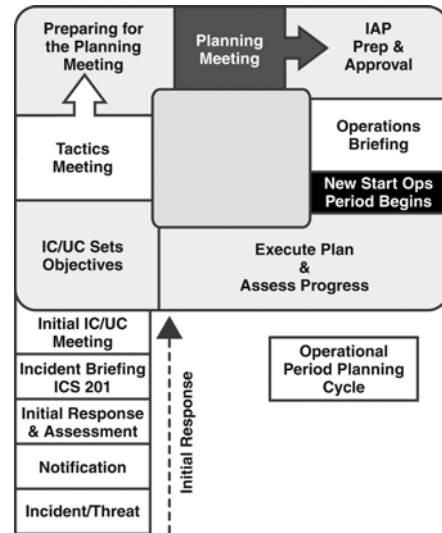 Preparing for
the Planning
Meeting
Planning
Meeting
IAP
Prep &
Approval
Tactics
Meeting
Operations
Briefing
New Start Ops
Period Begins
IC/UC Sets
Objectives
Execute Plan
&
Assess Progress
Initial IC/UC
Meeting
Incident Briefing
ICS 201
Initial Response
& Assessment
Notification
Incident/Threat
Initial Response
Operational
Period Planning
Cycle